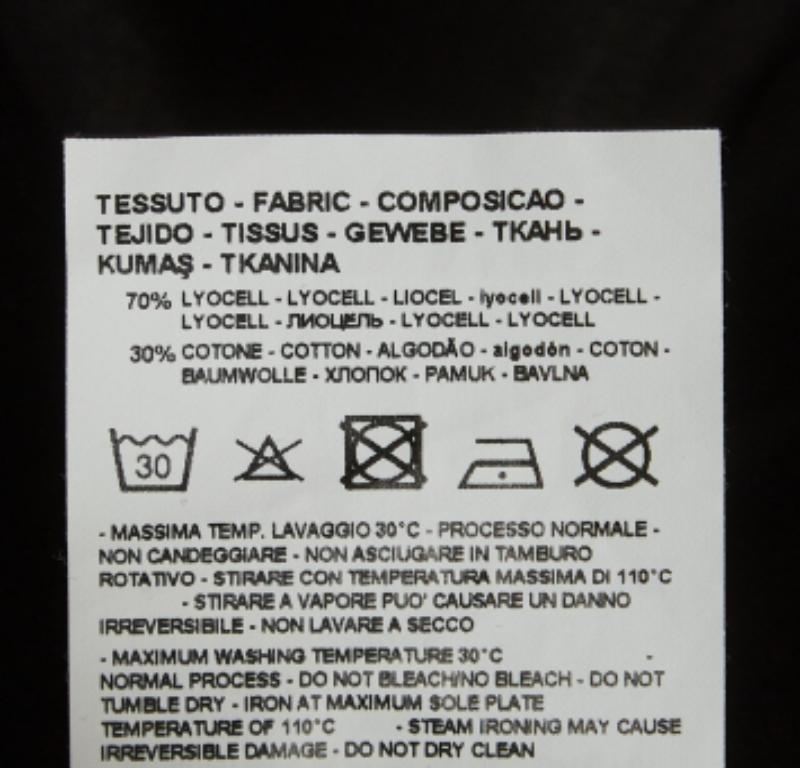 TESSUTO - FABRIC - COMPOSICAO -
TEJIDO - TISSUS - GEWEBE - ТКАНЬ -
KUMAŞ - TKANINA
70% LYOCELL - LYOCELL - LIOCEL - lyocell - LYOCELL -
LYOCELL - ЛИОЦЕЛЬ - LYOCELL - LYOCELL
30% COTONE - COTTON - ALGODÃO - algodón - COTON -
BAUMWOLLE - ХЛОПОК - PAMUK - BAVLNA
30
- MASSIMA TEMP. LAVAGGIO 30°C - PROCESSO NORMALE -
NON CANDEGGIARE - NON ASCIUGARE IN TAMBURO
ROTATIVO - STIRARE CON TEMPERATURA MASSIMA DI 110°C
- STIRARE A VAPORE PUO' CAUSARE UN DANNO
IRREVERSIBILE - NON LAVARE A SECCO
- MAXIMUM WASHING TEMPERATURE 30°C -
NORMAL PROCESS - DO NOT BLEACH/NO BLEACH - DO NOT
TUMBLE DRY - IRON AT MAXIMUM SOLE PLATE
TEMPERATURE OF 110°C - STEAM IRONING MAY CAUSE
IRREVERSIBLE DAMAGE - DO NOT DRY CLEAN